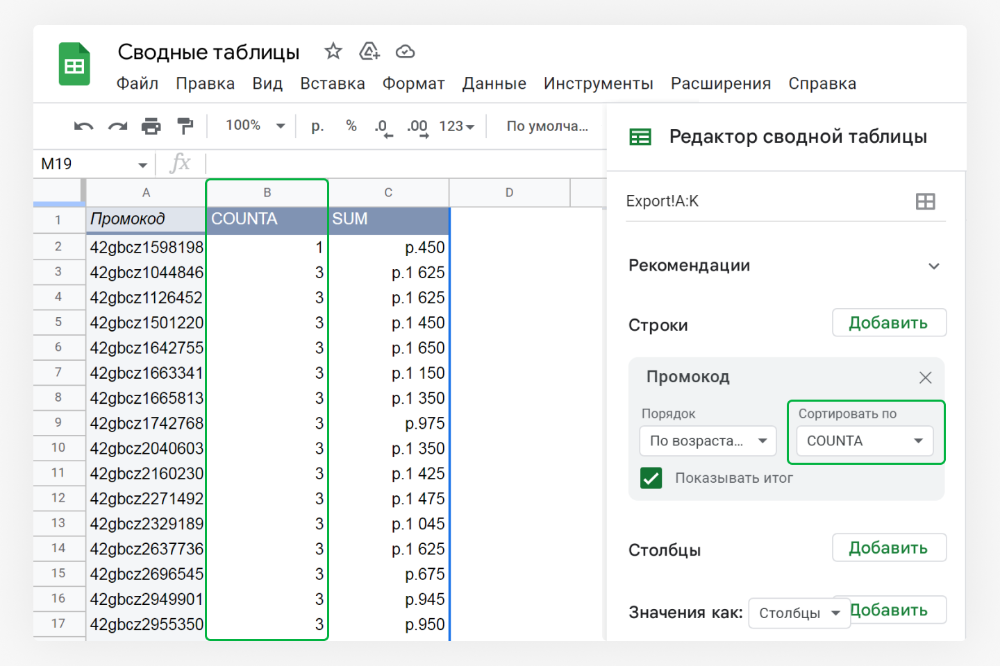 Сводные таблицы
Файл Правка Вид Вставка Формат Данные Инструменты Расширения Справка
100% р. % .0 .00 123 По умолча...
M19 fx
A B C D
1 Промокод COUNTA SUM
2 42gbcz1598198 1 р.450
3 42gbcz1044846 3 р.1 625
4 42gbcz1126452 3 р.1 625
5 42gbcz1501220 3 р.1 450
6 42gbcz1642755 3 р.1 650
7 42gbcz1663341 3 р.1 150
8 42gbcz1665813 3 р.1 350
9 42gbcz1742768 3 р.975
10 42gbcz2040603 3 р.1 350
11 42gbcz2160230 3 р.1 425
12 42gbcz2271492 3 р.1 475
13 42gbcz2329189 3 р.1 045
14 42gbcz2637736 3 р.1 625
15 42gbcz2696545 3 р.675
16 42gbcz2949901 3 р.945
17 42gbcz2955350 3 р.950
Редактор сводной таблицы
Export!A:K
Рекомендации
Строки Добавить
Промокод
Порядок Сортировать по
По возраста... COUNTA
Показывать итог
Столбцы Добавить
Значения как: Столбцы Добавить